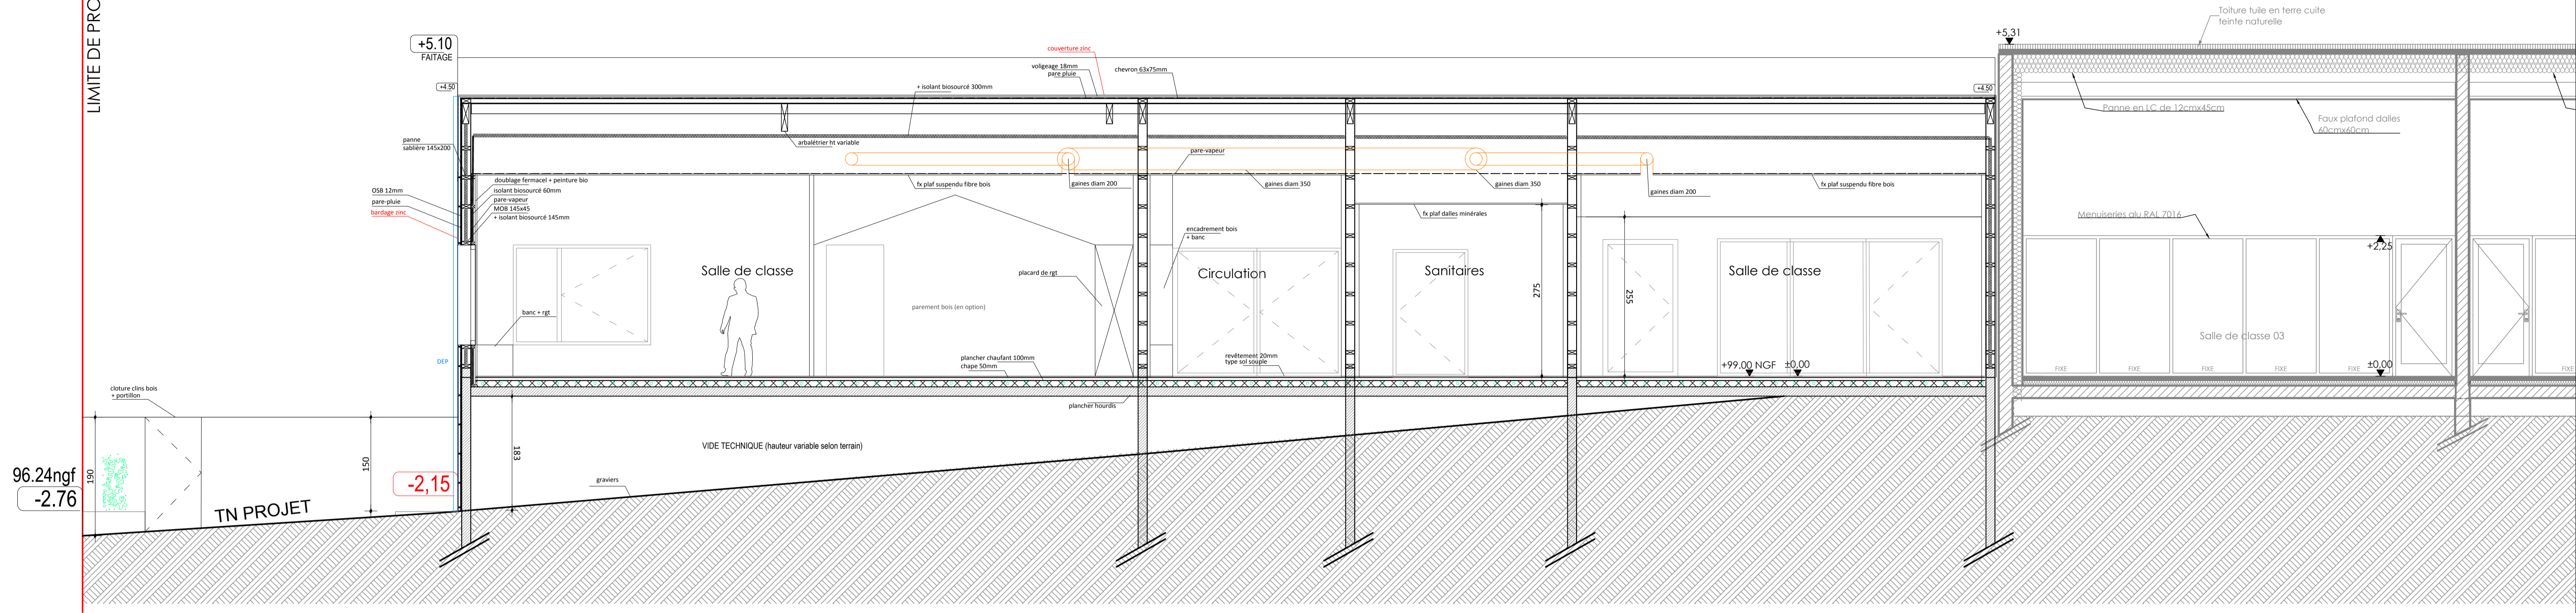 LIMITE DE PRO
+5.10
FAITAGE
+4.50
couverture zinc
voligeage 18mm
pare pluie
chevron 63x75mm
+ isolant biosourcé 300mm
+4.50
+5,31
Toiture tuile en terre cuite
teinte naturelle
Panne en LC de 12cmx45cm
Faux plafond dalles
60cmx60cm
panne
sablière 145x200
arbalétrier ht variable
pare-vapeur
OSB 12mm
pare-pluie
bardage zinc
doublage fermacel + peinture bio
isolant biosourcé 60mm
pare-vapeur
MOB 145x45
+ isolant biosourcé 145mm
fx plaf suspendu fibre bois
gaines diam 200
gaines diam 350
gaines diam 350
gaines diam 200
fx plaf suspendu fibre bois
fx plaf dalles minérales
Menuiseries alu RAL 7016
+2,25
encadrement bois
+ banc
Salle de classe
placard de rgt
Circulation
Sanitaires
Salle de classe
275
255
parement bois (en option)
banc + rgt
Salle de classe 03
DEP
plancher chaufant 100mm
chape 50mm
revêtement 20mm
type sol souple
+99.00 NGF
±0,00
FIXE
FIXE
FIXE
FIXE
FIXE
±0,00
FIXE
cloture clins bois
+ portillon
plancher hourdis
VIDE TECHNIQUE (hauteur variable selon terrain)
183
150
190
96.24ngf
-2.76
-2,15
graviers
TN PROJET